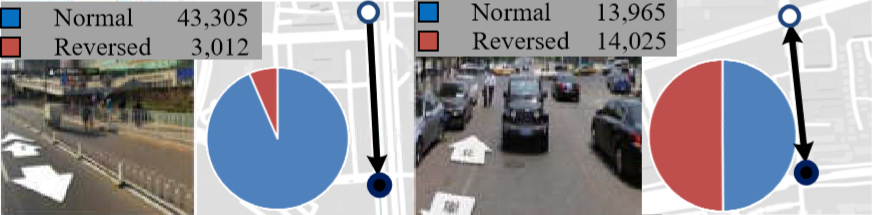 Normal 43,305
Reversed 3,012
Normal 13,965
Reversed 14,025